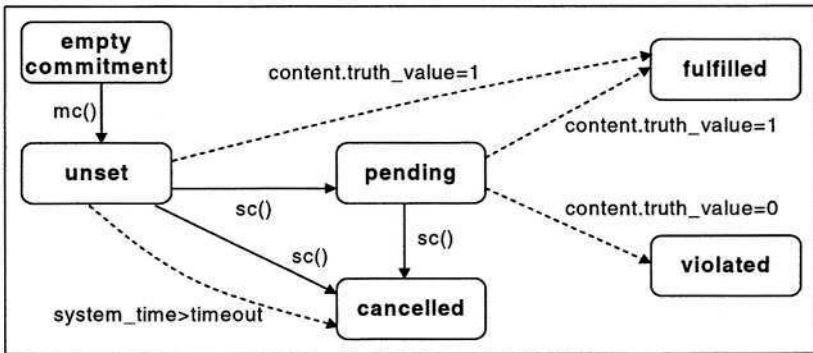 empty
commitment
content.truth_value=1
fulfilled
mc()
content.truth_value=1
unset
pending
sc()
content.truth_value=0
sc()
sc()
violated
system_time>timeout
cancelled